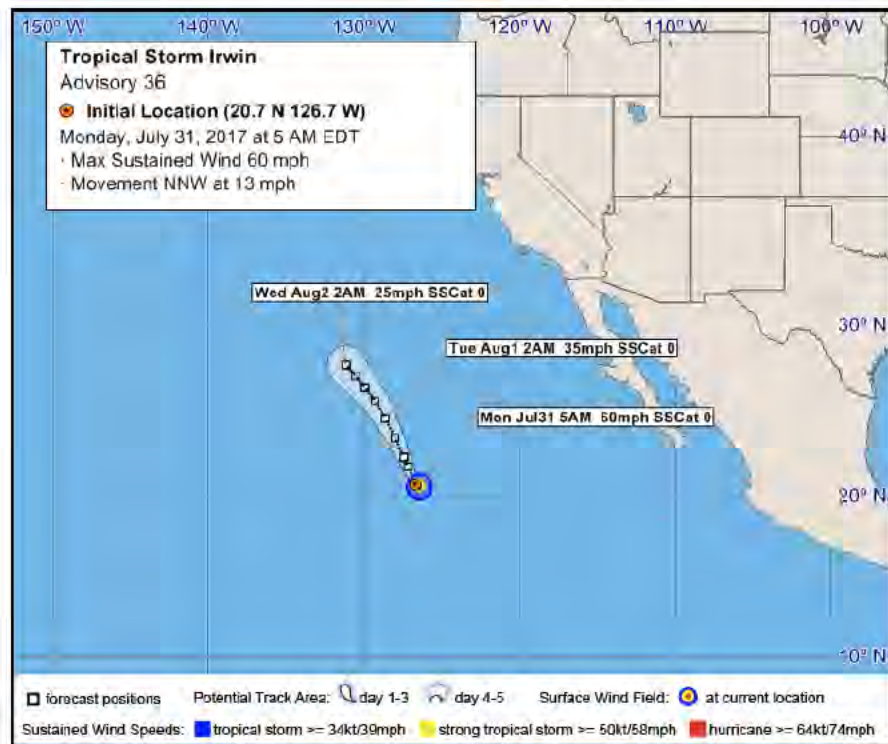 150° W 140° W 130° W 120° W 110° W 100° W
Tropical Storm Irwin
Advisory 36
Initial Location (20.7 N 126.7 W)
Monday, July 31, 2017 at 5 AM EDT
· Max Sustained Wind 60 mph
· Movement NNW at 13 mph
40° N
Wed Aug2 2AM 25mph SSCat 0
30° N
Tue Aug1 2AM 35mph SSCat 0
Mon Jul31 5AM 60mph SSCat 0
20° N
10° N
forecast positions Potential Track Area: day 1-3 day 4-5 Surface Wind Field: at current location
Sustained Wind Speeds: tropical storm >= 34kt/39mph strong tropical storm >= 50kt/58mph hurricane >= 64kt/74mph